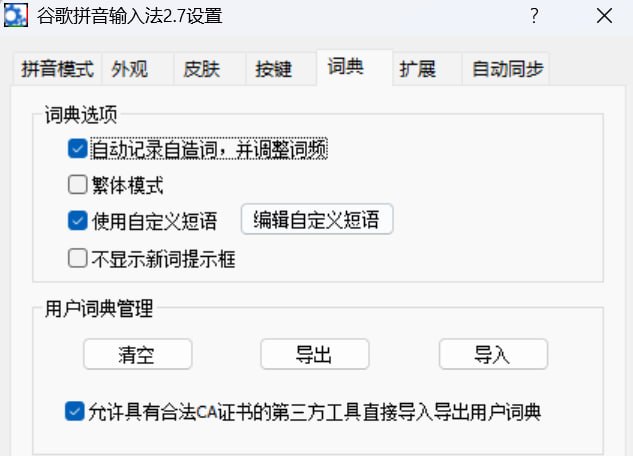 谷歌拼音输入法2.7设置 ?
拼音模式 外观 皮肤 按键 词典 扩展 自动同步
词典选项
自动记录自造词，并调整词频
繁体模式
使用自定义短语 编辑自定义短语
不显示新词提示框
用户词典管理
清空 导出 导入
允许具有合法CA证书的第三方工具直接导入导出用户词典